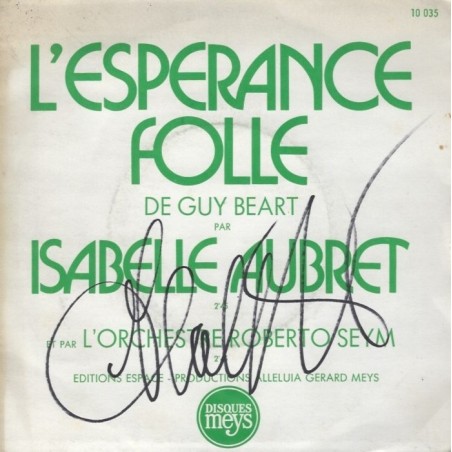 10 035
L'ESPERANCE
FOLLE
DE GUY BEART
PAR
ISABELLE AUBRET
ET PAR L'ORCHESTRE ROBERTO SEYM
EDITIONS ESPACE - PRODUCTIONS ALLELUIA GERARD MEYS
DISQUES
meys